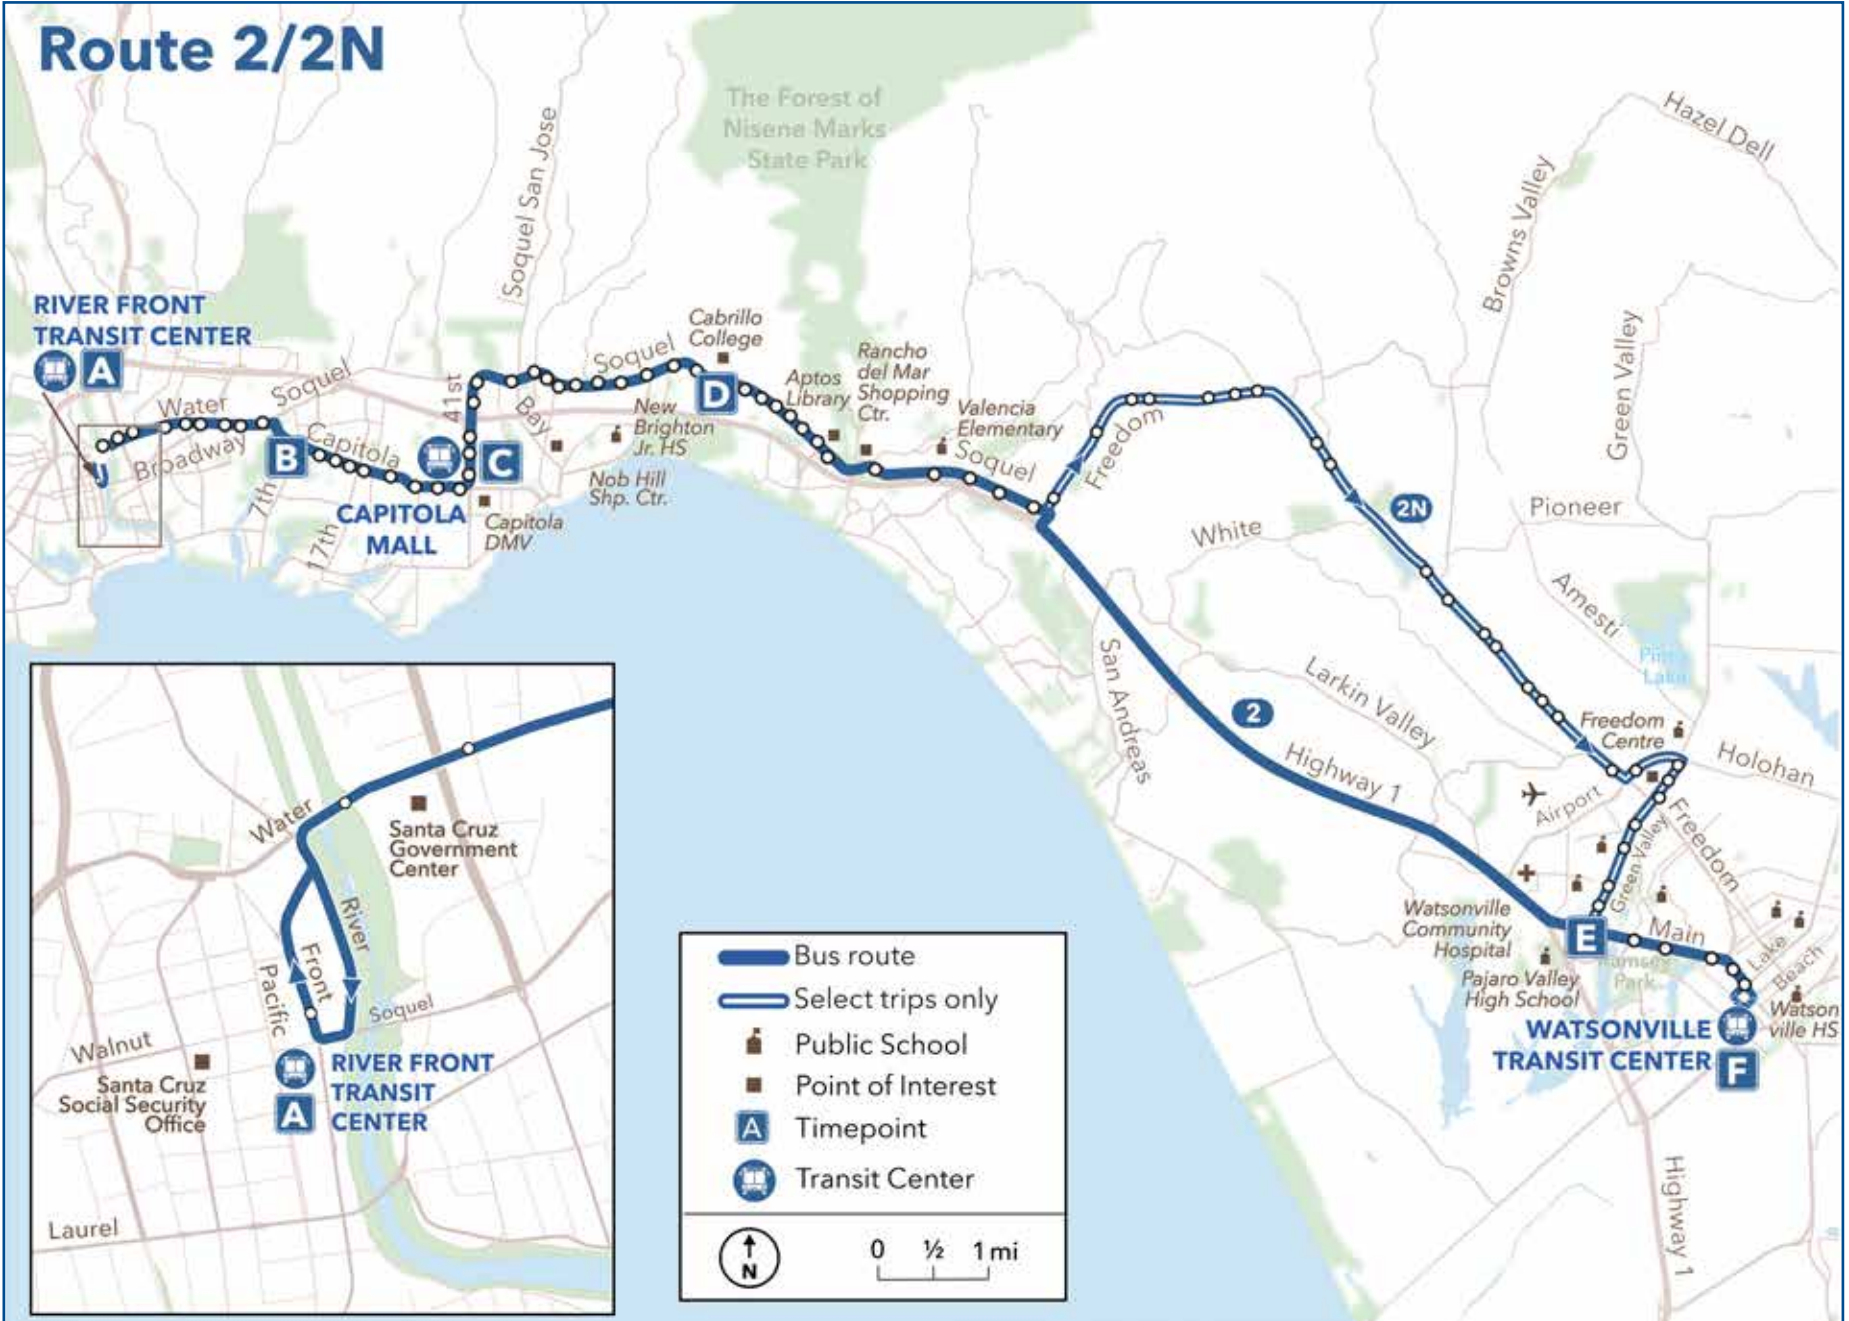 Route 2/2N
The Forest of
Nisene Marks
State Park
Hazel Dell
Browns Valley
Green Valley
Soquel San Jose
RIVER FRONT
TRANSIT CENTER
A
Water
Soquel
Broadway
B
Capitola
7th
17th
41st
C
CAPITOLA
MALL
Capitola
DMV
Bay
Soquel
Cabrillo
College
D
New
Brighton
Jr. HS
Nob Hill
Shp. Ctr.
Aptos
Library
Rancho
del Mar
Shopping
Ctr.
Valencia
Elementary
Soquel
Freedom
2N
White
Pioneer
Amesti
Pinto
Lake
San Andreas
Larkin Valley
2
Highway 1
Freedom
Centre
Holohan
Airport
Freedom
Green Valley
Watsonville
Community
Hospital
E
Main
Ramsey
Park
Lake
Beach
Pajaro Valley
High School
Watson
ville HS
WATSONVILLE
TRANSIT CENTER
F
Highway 1
Water
Santa Cruz
Government
Center
River
Front
Pacific
Soquel
Walnut
Santa Cruz
Social Security
Office
RIVER FRONT
TRANSIT
CENTER
A
Laurel
Bus route
Select trips only
Public School
Point of Interest
A Timepoint
Transit Center
N
0 ½ 1 mi